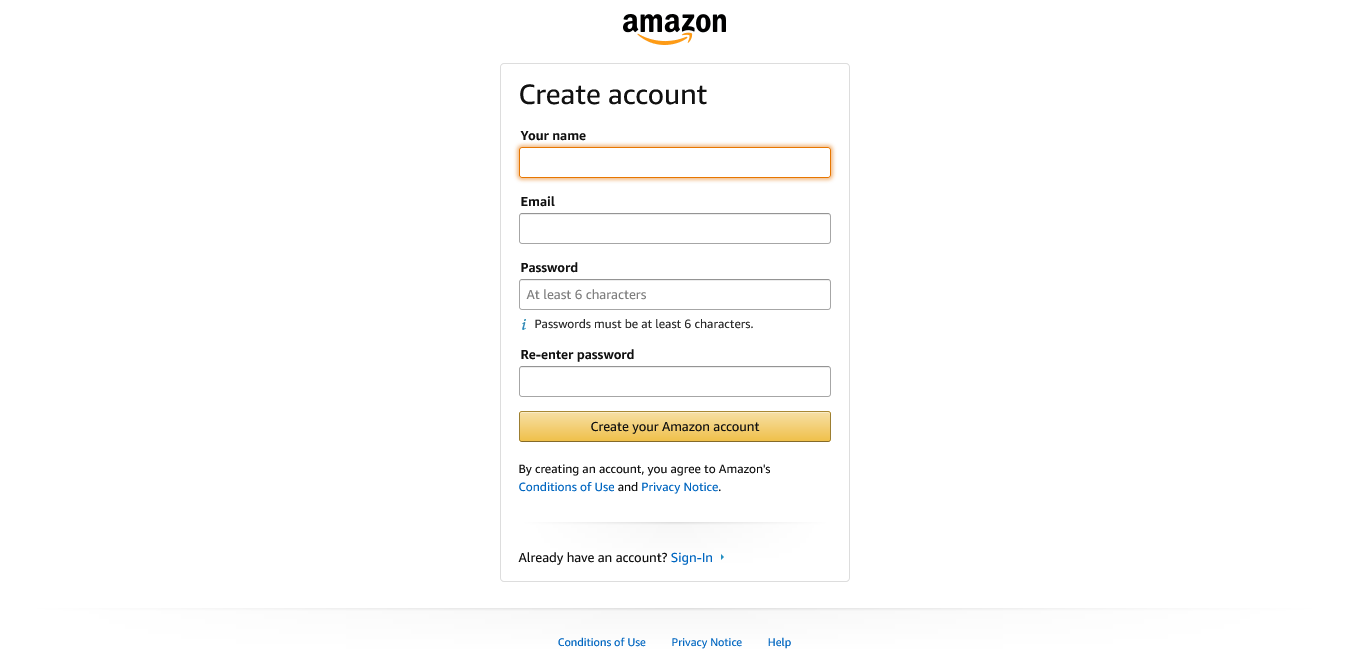 amazon
Create account
Your name
Email
Password
At least 6 characters
i Passwords must be at least 6 characters.
Re-enter password
Create your Amazon account
By creating an account, you agree to Amazon's
Conditions of Use and Privacy Notice.
Already have an account? Sign-In
Conditions of Use Privacy Notice Help